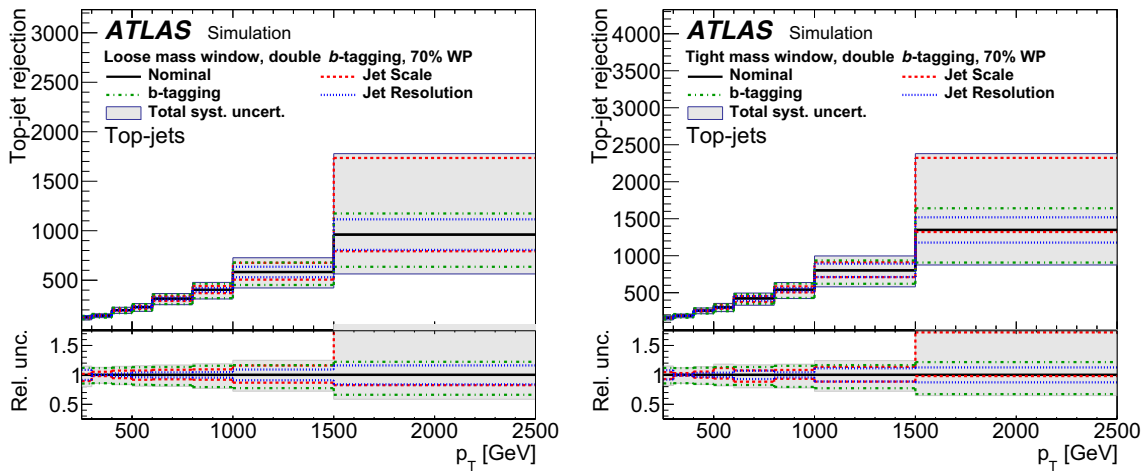 Top-jet rejection
3000
2500
2000
1500
1000
500
ATLAS Simulation
Loose mass window, double b-tagging, 70% WP
Nominal
Jet Scale
b-tagging
Jet Resolution
Total syst. uncert.
Top-jets
Rel. unc.
1.5
1
0.5
500 1000 1500 2000 2500
p_T [GeV]
Top-jet rejection
4000
3500
3000
2500
2000
1500
1000
500
ATLAS Simulation
Tight mass window, double b-tagging, 70% WP
Nominal
Jet Scale
b-tagging
Jet Resolution
Total syst. uncert.
Top-jets
Rel. unc.
1.5
1
0.5
500 1000 1500 2000 2500
p_T [GeV]